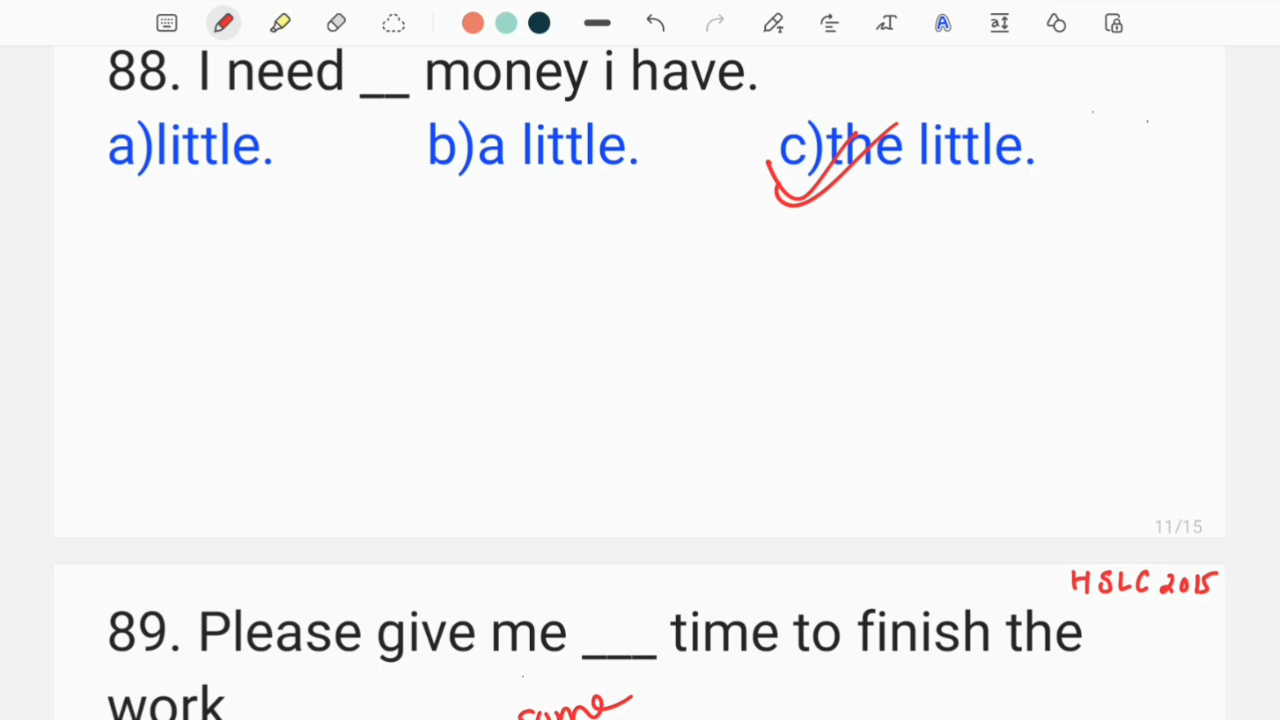 88. I need __ money i have.
a)little. b)a little. c)the little.
11/15
HSLC 2015
89. Please give me ___ time to finish the
work
some